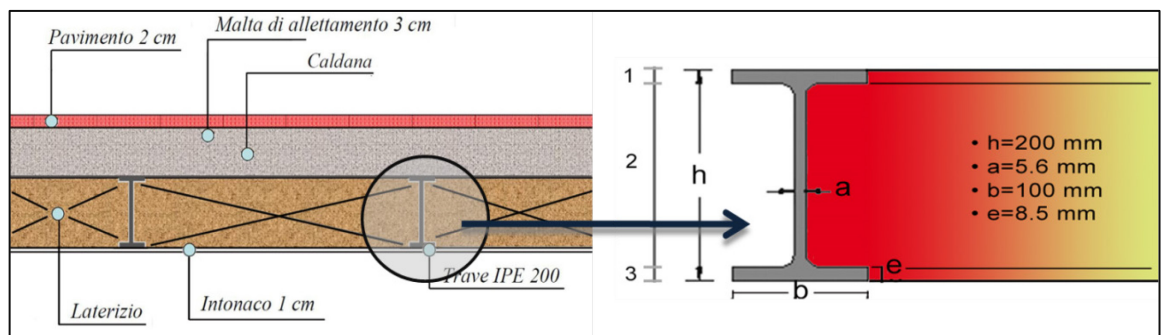 Malta di allettamento 3 cm
Pavimento 2 cm
Caldana
Trave IPE 200
Intonaco 1 cm
Laterizio
1
2
3
h
a
e
b
• h=200 mm
• a=5.6 mm
• b=100 mm
• e=8.5 mm